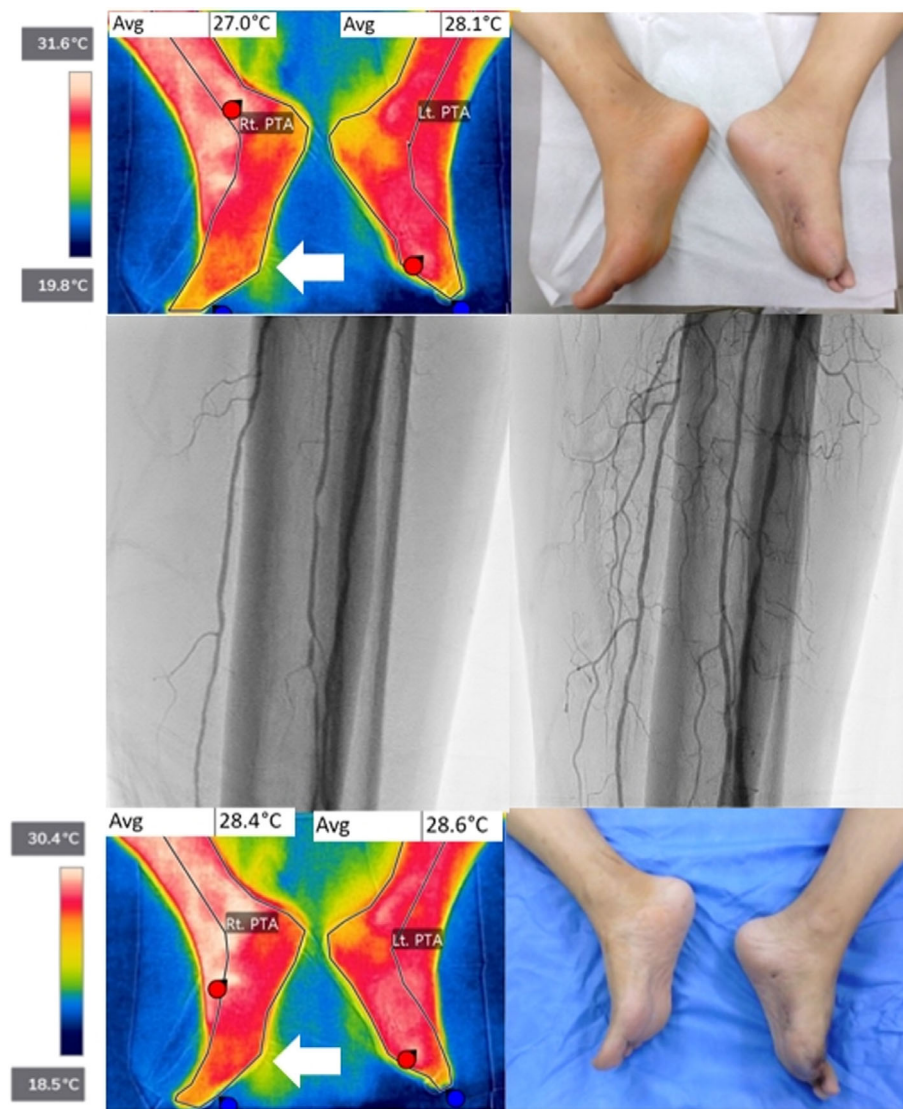 Avg 27.0°C Avg 28.1°C
31.6°C
Rt. PTA Lt. PTA
19.8°C
Avg 28.4°C Avg 28.6°C
30.4°C
Rt. PTA Lt. PTA
18.5°C